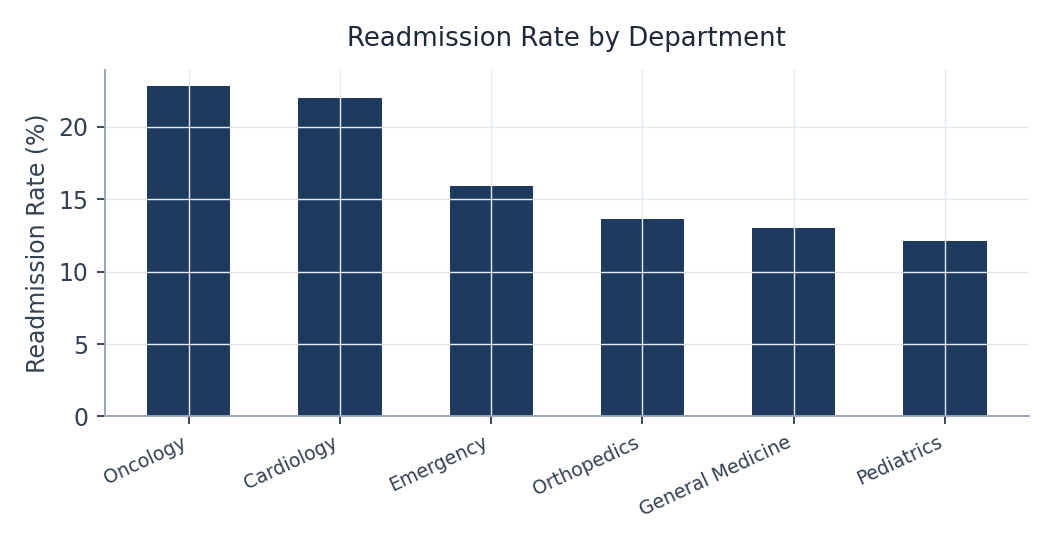 Readmission Rate by Department
Readmission Rate (%)
20
15
10
5
0
Oncology
Cardiology
Emergency
Orthopedics
General Medicine
Pediatrics